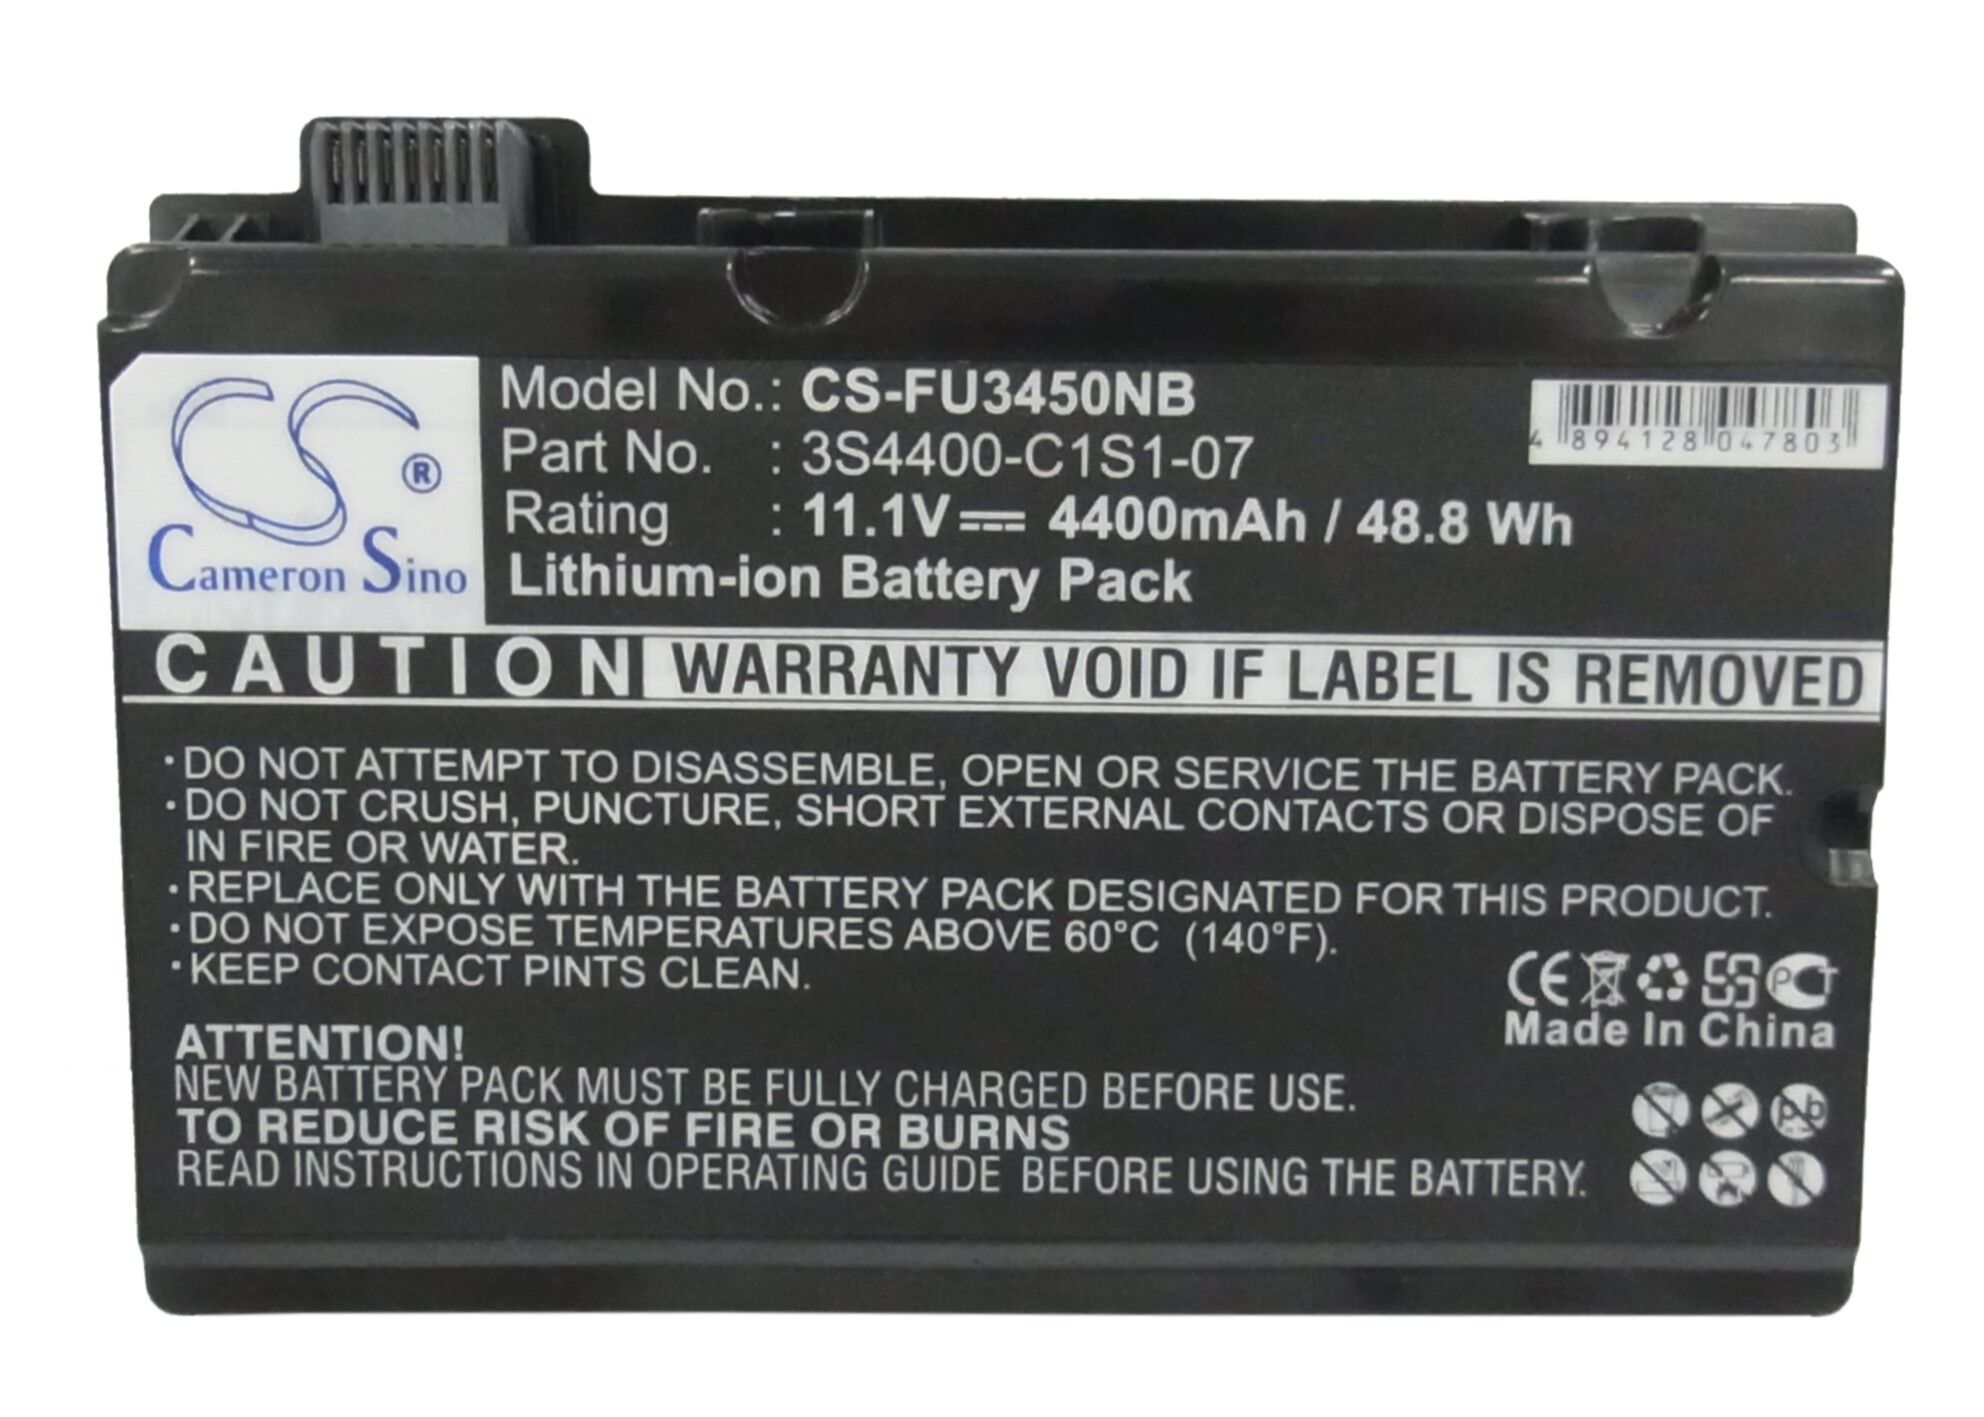 CS ®
Cameron Sino
Model No.: CS-FU3450NB
Part No. : 3S4400-C1S1-07
Rating : 11.1V 4400mAh / 48.8 Wh
Lithium-ion Battery Pack
4 894128 047803
CAUTION WARRANTY VOID IF LABEL IS REMOVED
·DO NOT ATTEMPT TO DISASSEMBLE, OPEN OR SERVICE THE BATTERY PACK.
·DO NOT CRUSH, PUNCTURE, SHORT EXTERNAL CONTACTS OR DISPOSE OF
IN FIRE OR WATER.
·REPLACE ONLY WITH THE BATTERY PACK DESIGNATED FOR THIS PRODUCT.
·DO NOT EXPOSE TEMPERATURES ABOVE 60°C (140°F).
·KEEP CONTACT PINTS CLEAN.
CE PCT
Made In China
ATTENTION!
NEW BATTERY PACK MUST BE FULLY CHARGED BEFORE USE.
TO REDUCE RISK OF FIRE OR BURNS
READ INSTRUCTIONS IN OPERATING GUIDE BEFORE USING THE BATTERY.
Pb